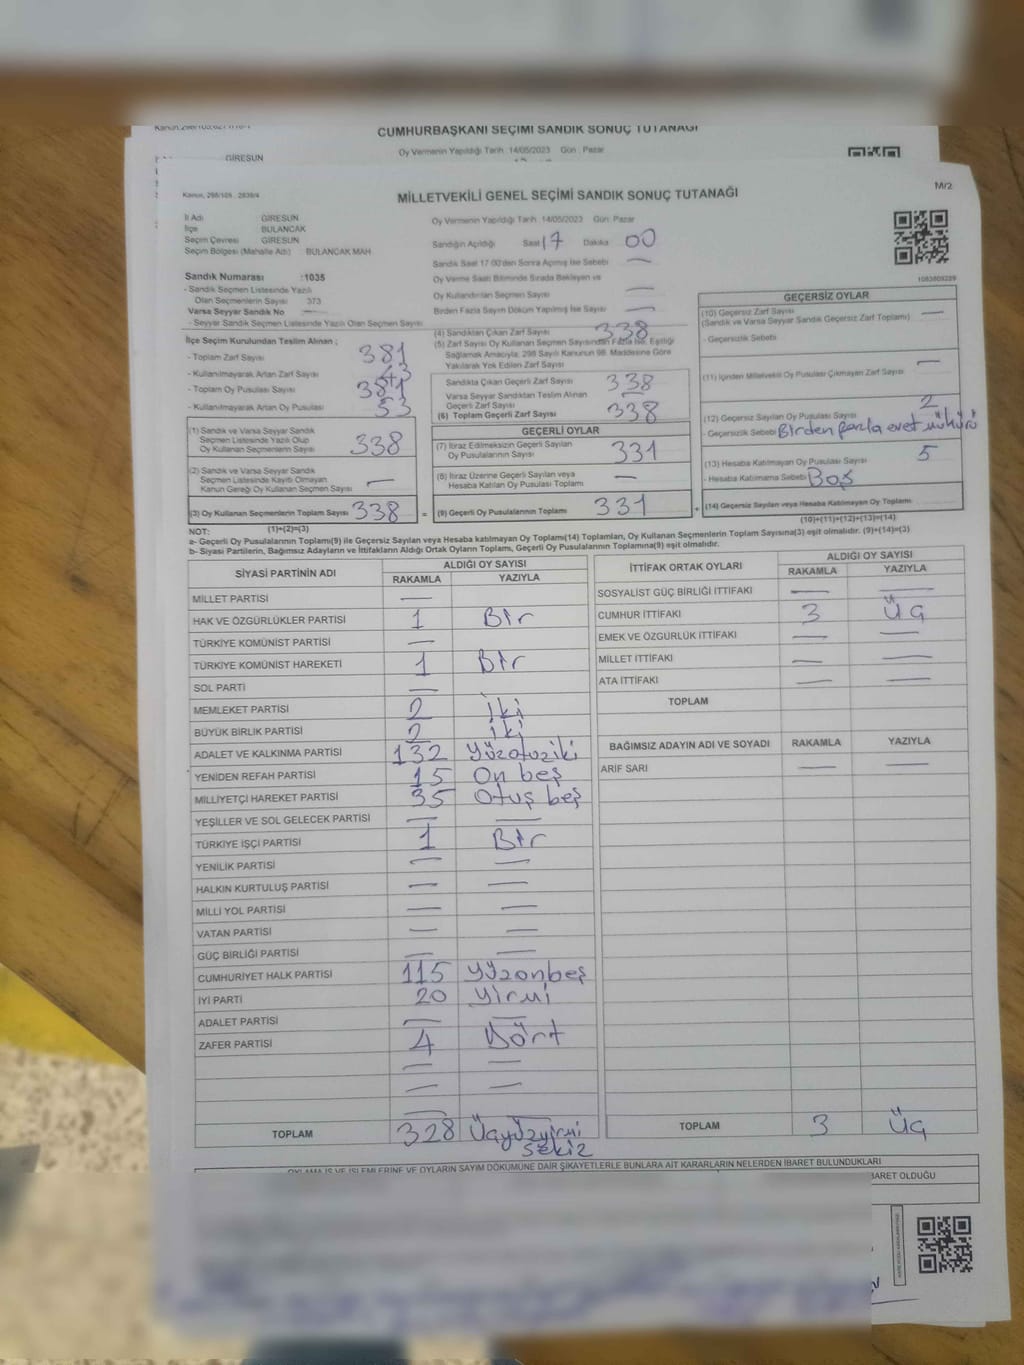 CUMHURBAŞKANI SEÇİMİ SANDIK SONUÇ TUTANAĞI
Oy Vermenin Yapıldığı Tarih : 14/05/2023 Gün : Pazar
GİRESUN
Kanun, 298/105 , 2839/4
MİLLETVEKİLİ GENEL SEÇİMİ SANDIK SONUÇ TUTANAĞI
M/2
İl Adı GİRESUN
İlçe BULANCAK
Seçim Çevresi GİRESUN
Seçim Bölgesi (Mahalle Adı) BULANCAK MAH
Sandık Numarası : 1035
- Sandık Seçmen Listesinde Yazılı
Olan Seçmenlerin Sayısı 373
Varsa Seyyar Sandık No —
- Seyyar Sandık Seçmen Listesinde Yazılı Olan Seçmen Sayısı
İlçe Seçim Kurulundan Teslim Alınan ;
- Toplam Zarf Sayısı 381
- Kullanılmayarak Artan Zarf Sayısı 43
- Toplam Oy Pusulası Sayısı 381
- Kullanılmayarak Artan Oy Pusulası 53
(1) Sandık ve Varsa Seyyar Sandık
Seçmen Listesinde Yazılı Olup
Oy Kullanan Seçmen Sayısı 338
(2) Sandık ve Varsa Seyyar Sandık
Seçmen Listesinde Kayıtlı Olmayan
Kanun Gereği Oy Kullanan Seçmen Sayısı —
(3) Oy Kullanan Seçmenlerin Toplam Sayısı 338
(1)+(2)=(3)
Oy Vermenin Yapıldığı Tarih :14/05/2023 Gün: Pazar
Sandığın Açıldığı Saat 17 Dakika 00
Sandık Saat 17:00'den Sonra Açılmış İse Sebebi —
Oy Verme Saati Bitiminde Sırada Bekleyen ve
Oy Kullandırılan Seçmen Sayısı —
Birden Fazla Sayım Döküm Yapılmış İse Sayısı —
(4) Sandıktan Çıkan Zarf Sayısı 338
(5) Zarf Sayısı Oy Kullanan Seçmen Sayısından Fazla İse, Eşitliği
Sağlamak Amacıyla, 298 Sayılı Kanunun 98. Maddesine Göre
Yakılarak Yok Edilen Zarf Sayısı
Sandıkta Çıkan Geçerli Zarf Sayısı 338
Varsa Seyyar Sandıktan Teslim Alınan
Geçerli Zarf Sayısı —
(6) Toplam Geçerli Zarf Sayısı 338
GEÇERLİ OYLAR
(7) İtiraz Edilmeksizin Geçerli Sayılan
Oy Pusulalarının Sayısı 331
(8) İtiraz Üzerine Geçerli Sayılan veya
Hesaba Katılan Oy Pusulası Toplamı —
= (9) Geçerli Oy Pusulalarının Toplamı 331
1083809289
GEÇERSİZ OYLAR
(10) Geçersiz Zarf Sayısı —
(Sandık ve Varsa Seyyar Sandık Geçersiz Zarf Toplamı)
- Geçersizlik Sebebi
(11) İçinden Milletvekili Oy Pusulası Çıkmayan Zarf Sayısı —
(12) Geçersiz Sayılan Oy Pusulası Sayısı 2
- Geçersizlik Sebebi Birden fazla evet mührü
(13) Hesaba Katılmayan Oy Pusulası Sayısı 5
- Hesaba Katılmama Sebebi Boş
+ (14) Geçersiz Sayılan veya Hesaba Katılmayan Oy Toplamı
(10)+(11)+(12)+(13)=(14)
NOT:
a- Geçerli Oy Pusulalarının Toplamı(9) ile Geçersiz Sayılan veya Hesaba katılmayan Oy Toplamı(14) Toplamları, Oy Kullanan Seçmenlerin Toplam Sayısına(3) eşit olmalıdır. (9)+(14)=(3)
b- Siyasi Partilerin, Bağımsız Adayların ve İttifakların Aldığı Ortak Oyların Toplamı, Geçerli Oy Pusulalarının Toplamına(9) eşit olmalıdır.
SİYASİ PARTİNİN ADI ALDIĞI OY SAYISI
RAKAMLA YAZIYLA
MİLLET PARTİSİ —
HAK VE ÖZGÜRLÜKLER PARTİSİ 1 Bir
TÜRKİYE KOMÜNİST PARTİSİ —
TÜRKİYE KOMÜNİST HAREKETİ 1 Bir
SOL PARTİ —
MEMLEKET PARTİSİ 2 iki
BÜYÜK BİRLİK PARTİSİ 2 iki
ADALET VE KALKINMA PARTİSİ 132 Yüzotuziki
YENİDEN REFAH PARTİSİ 15 On beş
MİLLİYETÇİ HAREKET PARTİSİ 35 Otuş beş
YEŞİLLER VE SOL GELECEK PARTİSİ — —
TÜRKİYE İŞÇİ PARTİSİ 1 Bir
YENİLİK PARTİSİ — —
HALKIN KURTULUŞ PARTİSİ — —
MİLLİ YOL PARTİSİ — —
VATAN PARTİSİ — —
GÜÇ BİRLİĞİ PARTİSİ — —
CUMHURİYET HALK PARTİSİ 115 Yüzonbeş
İYİ PARTİ 20 Yirmi
ADALET PARTİSİ — —
ZAFER PARTİSİ 4 Dört
— —
— —
— —
TOPLAM 328 Üçyüzyirmi
sekiz
İTTİFAK ORTAK OYLARI ALDIĞI OY SAYISI
RAKAMLA YAZIYLA
SOSYALİST GÜÇ BİRLİĞİ İTTİFAKI — —
CUMHUR İTTİFAKI 3 Üç
EMEK VE ÖZGÜRLÜK İTTİFAKI — —
MİLLET İTTİFAKI — —
ATA İTTİFAKI — —
TOPLAM
BAĞIMSIZ ADAYIN ADI VE SOYADI RAKAMLA YAZIYLA
ARİF SARI — —
TOPLAM 3 Üç
OYLAMA İŞ VE İŞLEMLERİNE VE OYLARIN SAYIM DÖKÜMÜNE DAİR ŞİKAYETLERLE BUNLARA AİT KARARLARIN NELERDEN İBARET BULUNDUKLARI
İBARET OLDUĞU